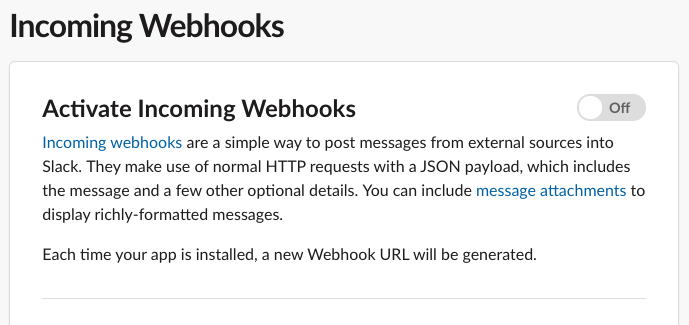 Incoming Webhooks
Activate Incoming Webhooks
Off
Incoming webhooks are a simple way to post messages from external sources into
Slack. They make use of normal HTTP requests with a JSON payload, which includes
the message and a few other optional details. You can include message attachments to
display richly-formatted messages.
Each time your app is installed, a new Webhook URL will be generated.